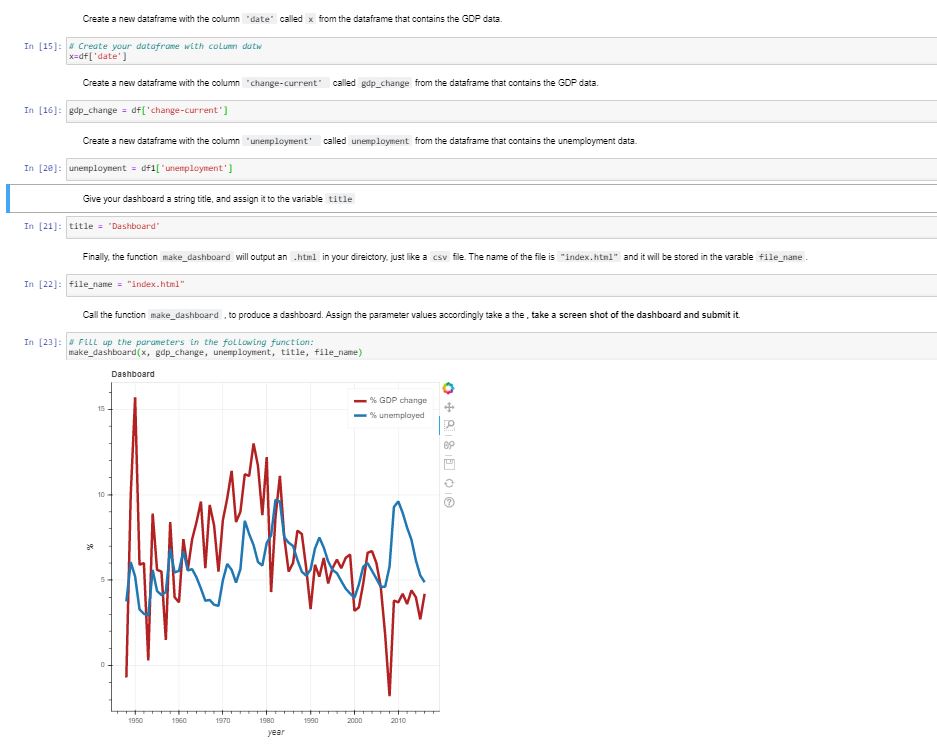 Create a new dataframe with the column 'date' called x from the dataframe that contains the GDP data.
In [15]: # Create your dataframe with column datw
x=df['date']
Create a new dataframe with the column 'change-current' called gdp_change from the dataframe that contains the GDP data.
In [16]: gdp_change = df['change-current']
Create a new dataframe with the column 'unemployment' called unemployment from the dataframe that contains the unemployment data.
In [20]: unemployment = df1['unemployment']
Give your dashboard a string title, and assign it to the variable title
In [21]: title = 'Dashboard'
Finally, the function make_dashboard will output an .html in your direictory, just like a csv file. The name of the file is "index.html" and it will be stored in the varable file_name .
In [22]: file_name = "index.html"
Call the function make_dashboard , to produce a dashboard. Assign the parameter values accordingly take a the , take a screen shot of the dashboard and submit it.
In [23]: # Fill up the parameters in the following function:
make_dashboard(x, gdp_change, unemployment, title, file_name)
Dashboard
% GDP change
% unemployed
15
10
%
5
0
1950 1960 1970 1980 1990 2000 2010
year